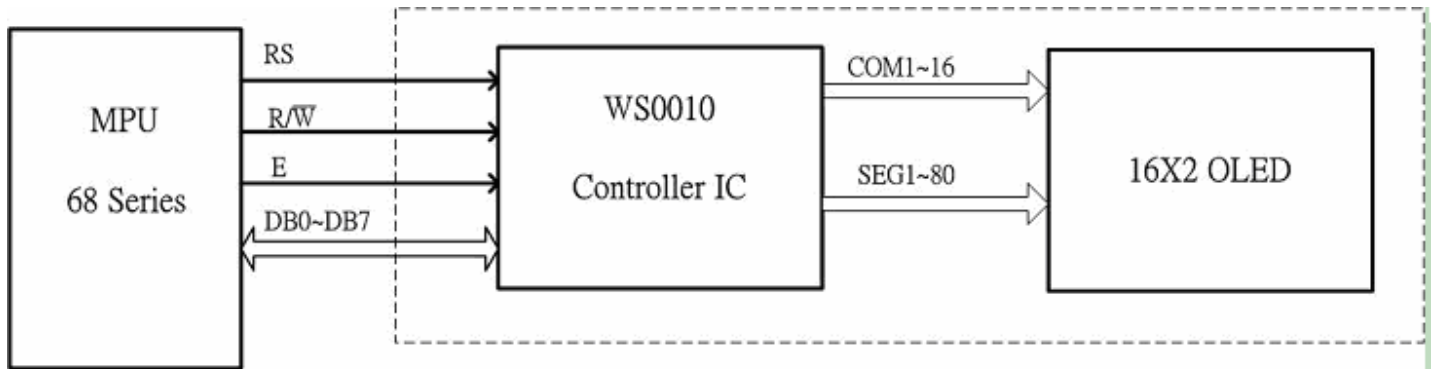 MPU
68 Series
RS
R/W̅
E
DB0~DB7
WS0010
Controller IC
COM1~16
SEG1~80
16X2 OLED